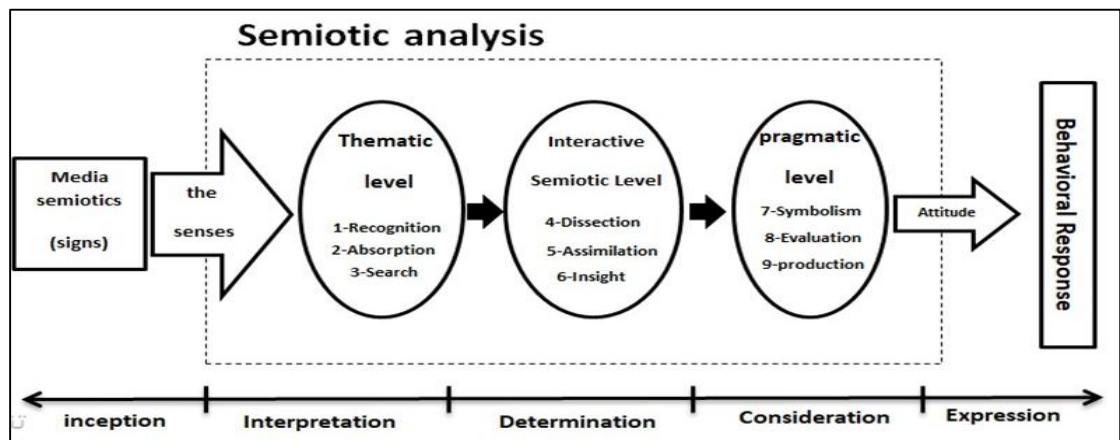 Semiotic analysis
Media
semiotics
(signs)
the
senses
Thematic
level
1-Recognition
2-Absorption
3-Search
Interactive
Semiotic Level
4-Dissection
5-Assimilation
6-Insight
pragmatic
level
7-Symbolism
8-Evaluation
9-production
Attitude
Behavioral Response
inception
Interpretation
Determination
Consideration
Expression